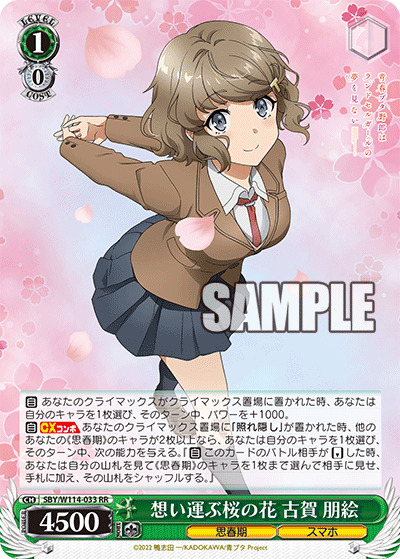 LEVEL
1
0
COST
青春ブタ野郎は
ランドセルガールの
夢を見ない
SAMPLE
【自】 あなたのクライマックスがクライマックス置場に置かれた時、あなたは
自分のキャラを1枚選び、そのターン中、パワーを+1000。
【自】 CXコンボ あなたのクライマックス置場に「照れ隠し」が置かれた時、他の
あなたの《思春期》のキャラが2枚以上なら、あなたは自分のキャラを1枚選び、
そのターン中、次の能力を与える。『【自】 このカードのバトル相手が【リバース】した時、あ
なたは自分の山札を見て《思春期》のキャラを1枚まで選んで相手に見せ、
手札に加え、その山札をシャッフルする。』
CH SBY/W114-033 RR
POWER
4500
想い運ぶ桜の花 古賀 朋絵
思春期
スマホ
©2022 鴨志田 一/KADOKAWA/青ブタ Project